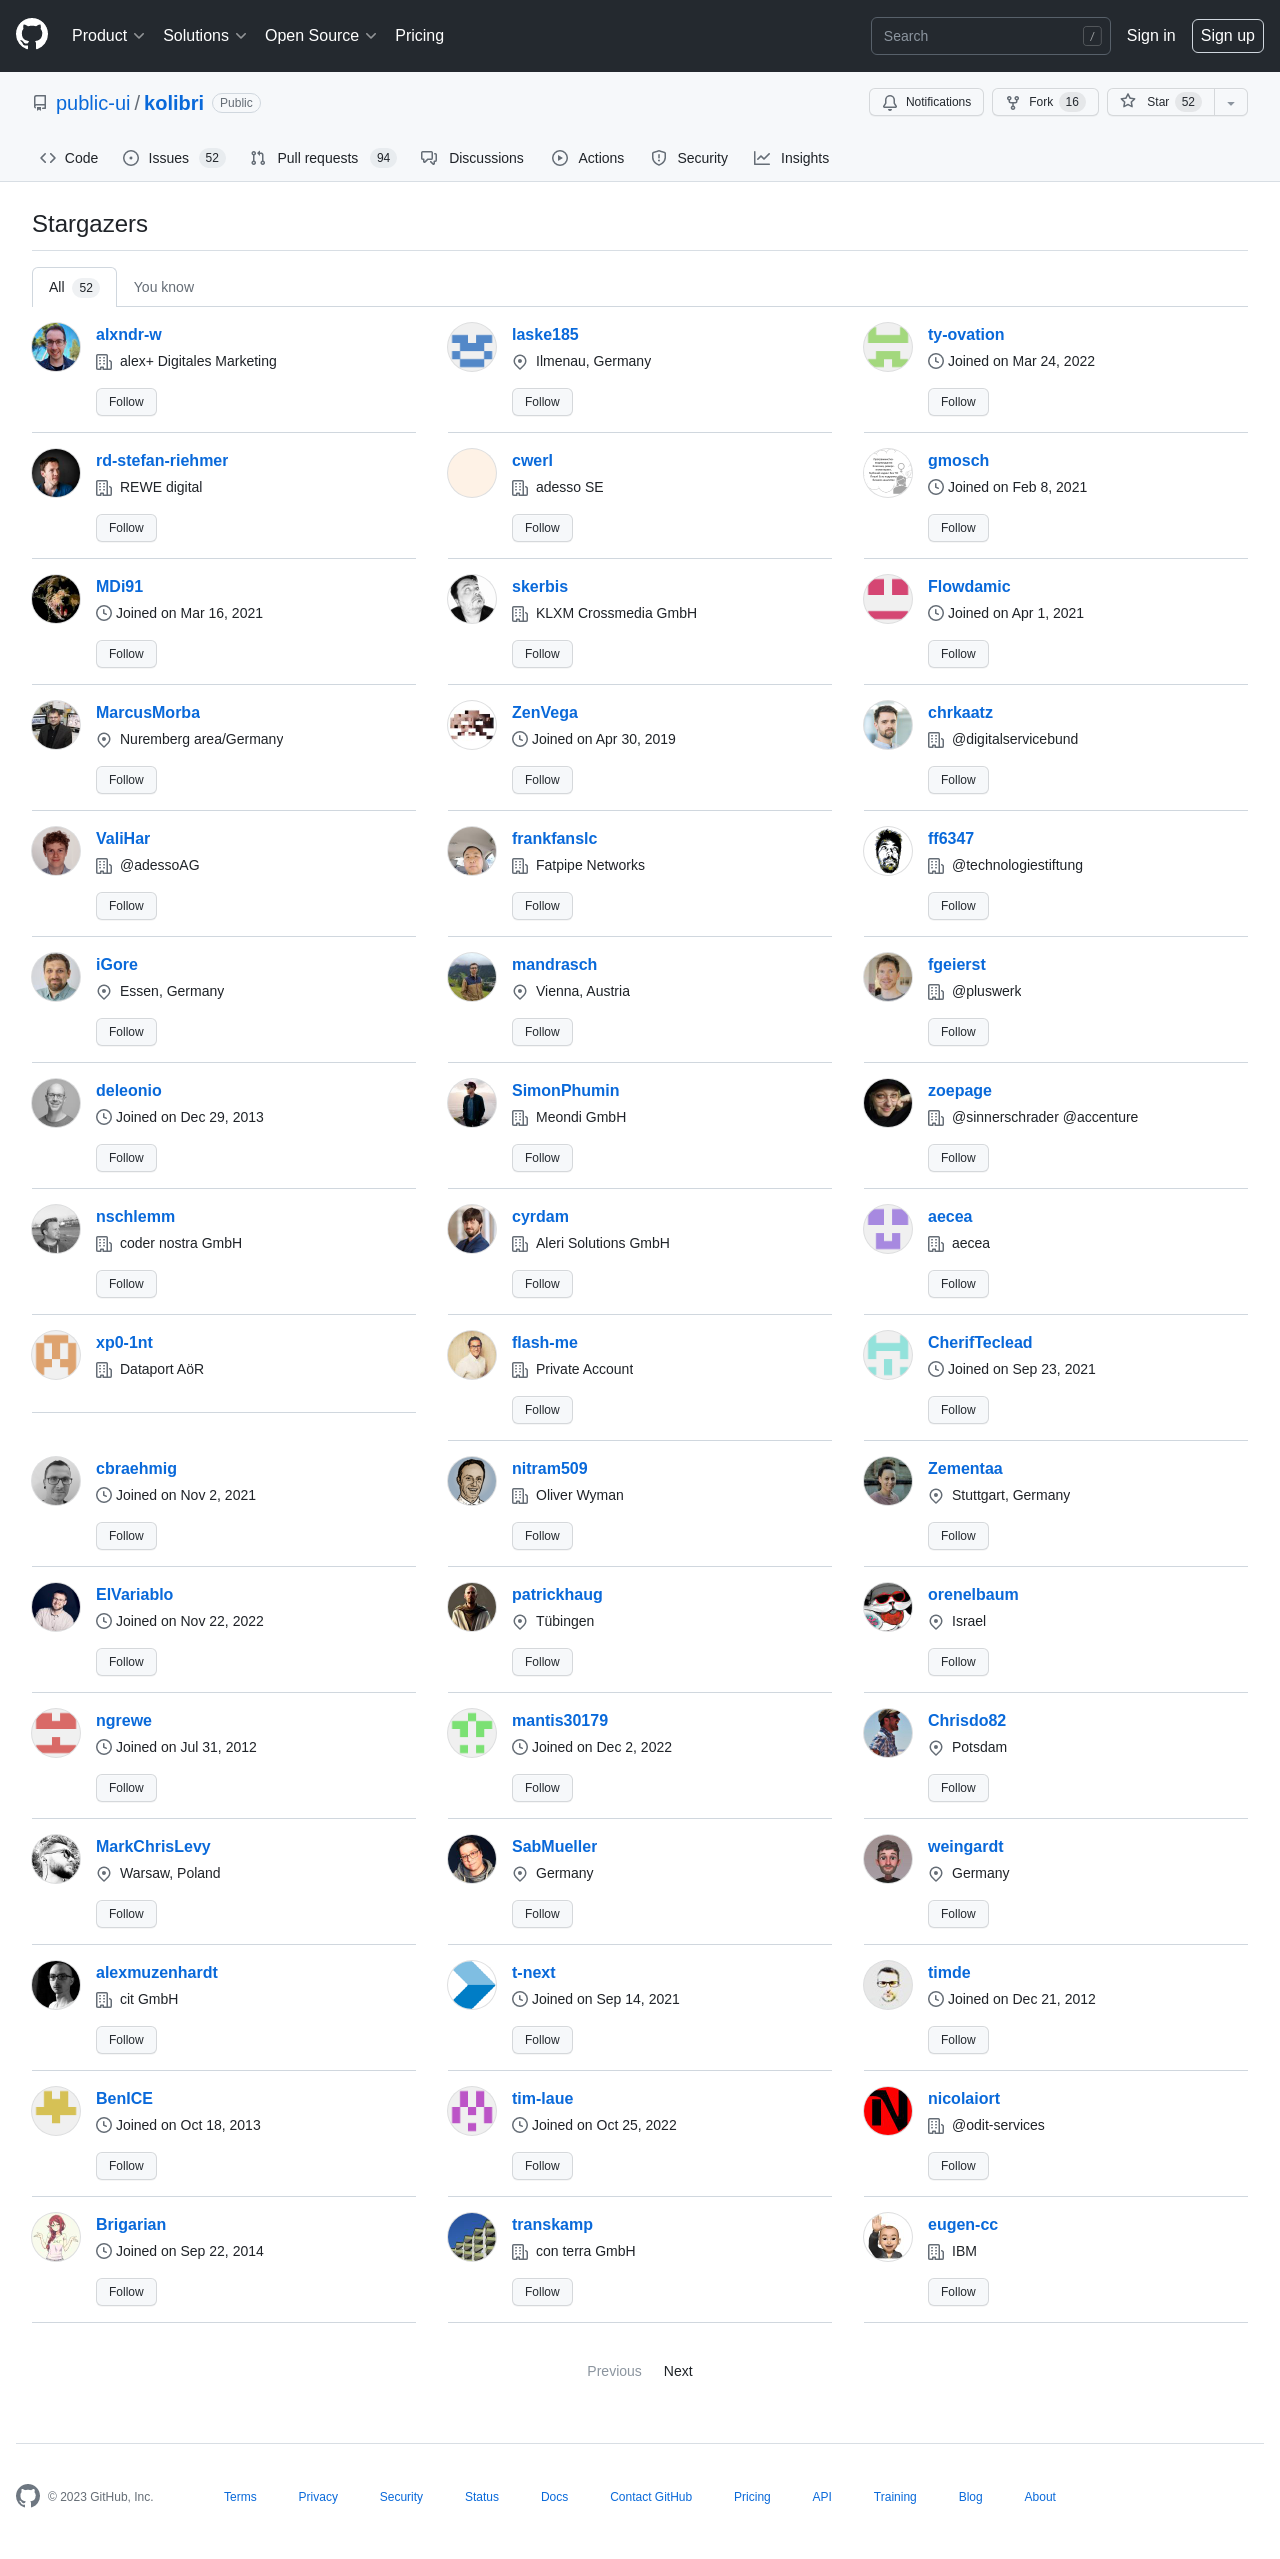 Product Solutions Open Source Pricing Search / Sign in Sign up
public-ui / kolibri Public Notifications Fork 16 Star 52
Code Issues 52 Pull requests 94 Discussions Actions Security Insights
Stargazers
All 52 You know
alxndr-w laske185 ty-ovation
alex+ Digitales Marketing Ilmenau, Germany Joined on Mar 24, 2022
Follow Follow Follow
rd-stefan-riehmer cwerl gmosch
REWE digital adesso SE Joined on Feb 8, 2021
Follow Follow Follow
MDi91 skerbis Flowdamic
Joined on Mar 16, 2021 KLXM Crossmedia GmbH Joined on Apr 1, 2021
Follow Follow Follow
MarcusMorba ZenVega chrkaatz
Nuremberg area/Germany Joined on Apr 30, 2019 @digitalservicebund
Follow Follow Follow
ValiHar frankfanslc ff6347
@adessoAG Fatpipe Networks @technologiestiftung
Follow Follow Follow
iGore mandrasch fgeierst
Essen, Germany Vienna, Austria @pluswerk
Follow Follow Follow
deleonio SimonPhumin zoepage
Joined on Dec 29, 2013 Meondi GmbH @sinnerschrader @accenture
Follow Follow Follow
nschlemm cyrdam aecea
coder nostra GmbH Aleri Solutions GmbH aecea
Follow Follow Follow
xp0-1nt flash-me CherifTeclead
Dataport AöR Private Account Joined on Sep 23, 2021
Follow Follow
cbraehmig nitram509 Zementaa
Joined on Nov 2, 2021 Oliver Wyman Stuttgart, Germany
Follow Follow Follow
ElVariablo patrickhaug orenelbaum
Joined on Nov 22, 2022 Tübingen Israel
Follow Follow Follow
ngrewe mantis30179 Chrisdo82
Joined on Jul 31, 2012 Joined on Dec 2, 2022 Potsdam
Follow Follow Follow
MarkChrisLevy SabMueller weingardt
Warsaw, Poland Germany Germany
Follow Follow Follow
alexmuzenhardt t-next timde
cit GmbH Joined on Sep 14, 2021 Joined on Dec 21, 2012
Follow Follow Follow
BenICE tim-laue nicolaiort
Joined on Oct 18, 2013 Joined on Oct 25, 2022 @odit-services
Follow Follow Follow
Brigarian transkamp eugen-cc
Joined on Sep 22, 2014 con terra GmbH IBM
Follow Follow Follow
Previous Next
© 2023 GitHub, Inc. Terms Privacy Security Status Docs Contact GitHub Pricing API Training Blog About